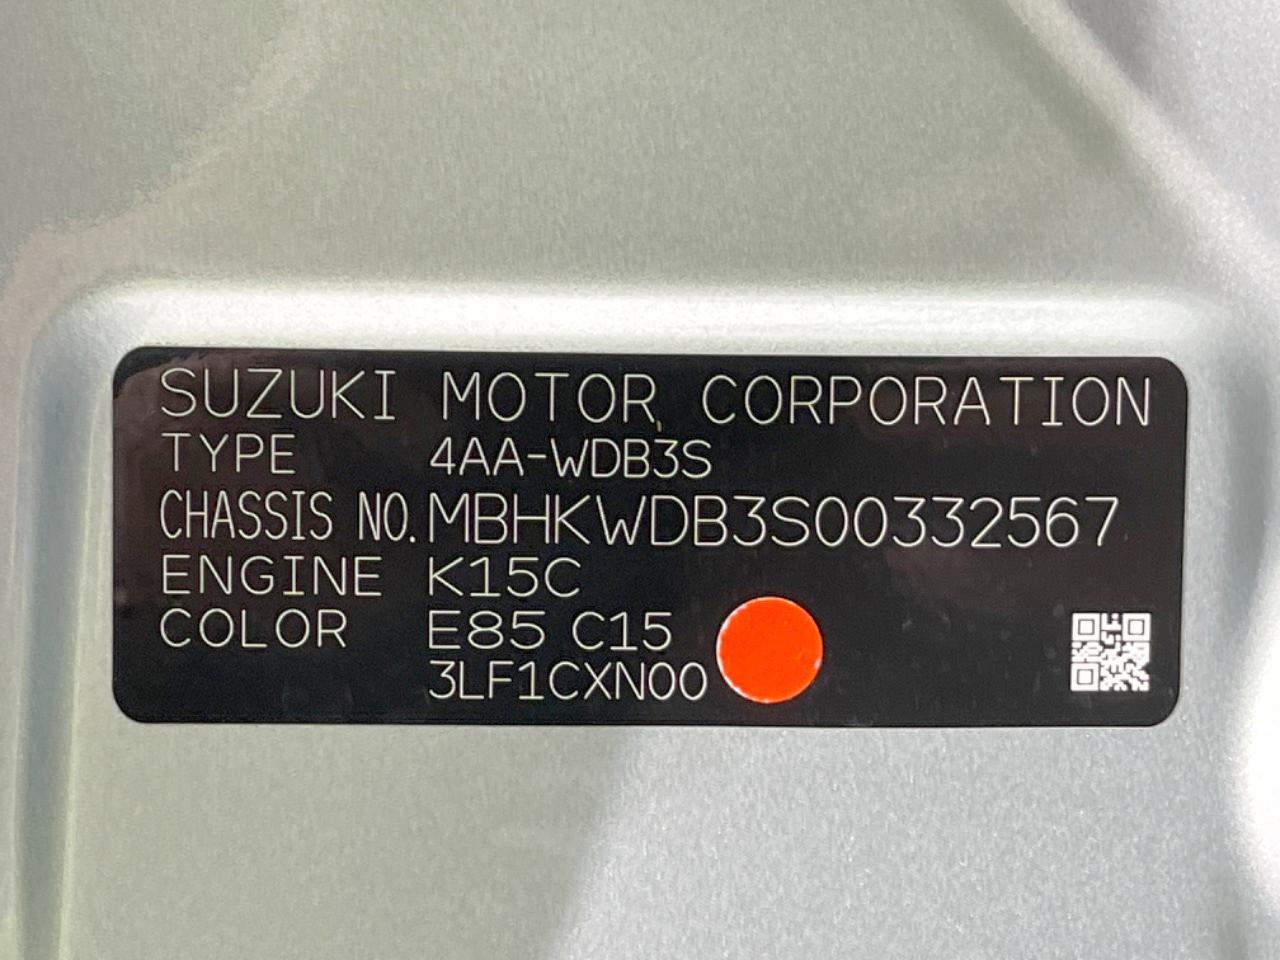 SUZUKI MOTOR CORPORATION
TYPE 4AA-WDB3S
CHASSIS NO. MBHKWDB3S00332567
ENGINE K15C
COLOR E85 C15
3LF1CXN00